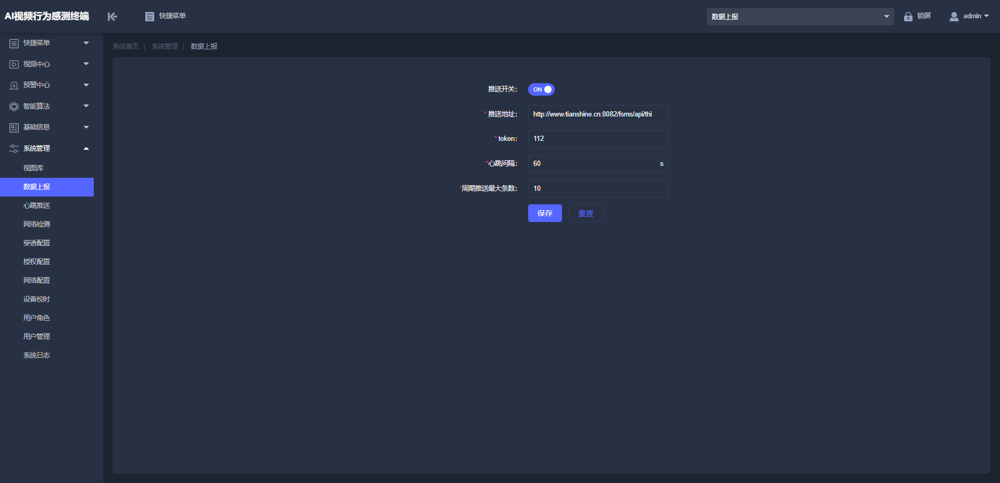 AI视频行为感测终端
快捷菜单
数据上报
锁屏
admin
快捷菜单
视频中心
预警中心
智能算法
基础信息
系统管理
视图库
数据上报
心跳推送
网络检测
穿透配置
授权配置
网络配置
设备校时
用户角色
用户管理
系统日志
系统首页 | 系统管理 | 数据上报
推送开关: ON
*推送地址: http://www.tianshine.cn:8082/fsms/api/thi
*token: 112
*心跳间隔: 60 s
*周期推送最大条数: 10
保存 重置